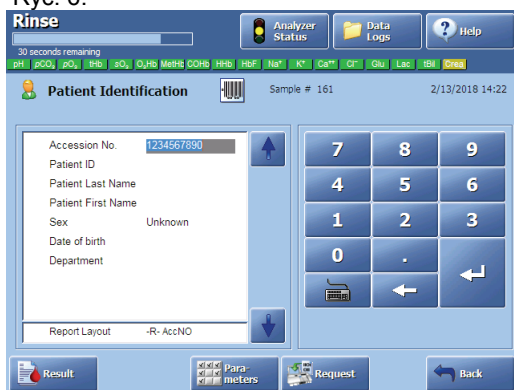 Ryc. 6.
Rinse
Analyzer Status
Data Logs
Help
30 seconds remaining
pH pCO₂ pO₂ tHb sO₂ O₂Hb MetHb COHb HHb HbF Na⁺ K⁺ Ca⁺⁺ Cl⁻ Glu Lac tBil Crea
Patient Identification
Sample # 161
2/13/2018 14:22
Accession No. 1234567890
Patient ID
Patient Last Name
Patient First Name
Sex Unknown
Date of birth
Department
Report Layout -R- AccNO
7 8 9
4 5 6
1 2 3
0 .
Result
Para-
meters
Request
Back